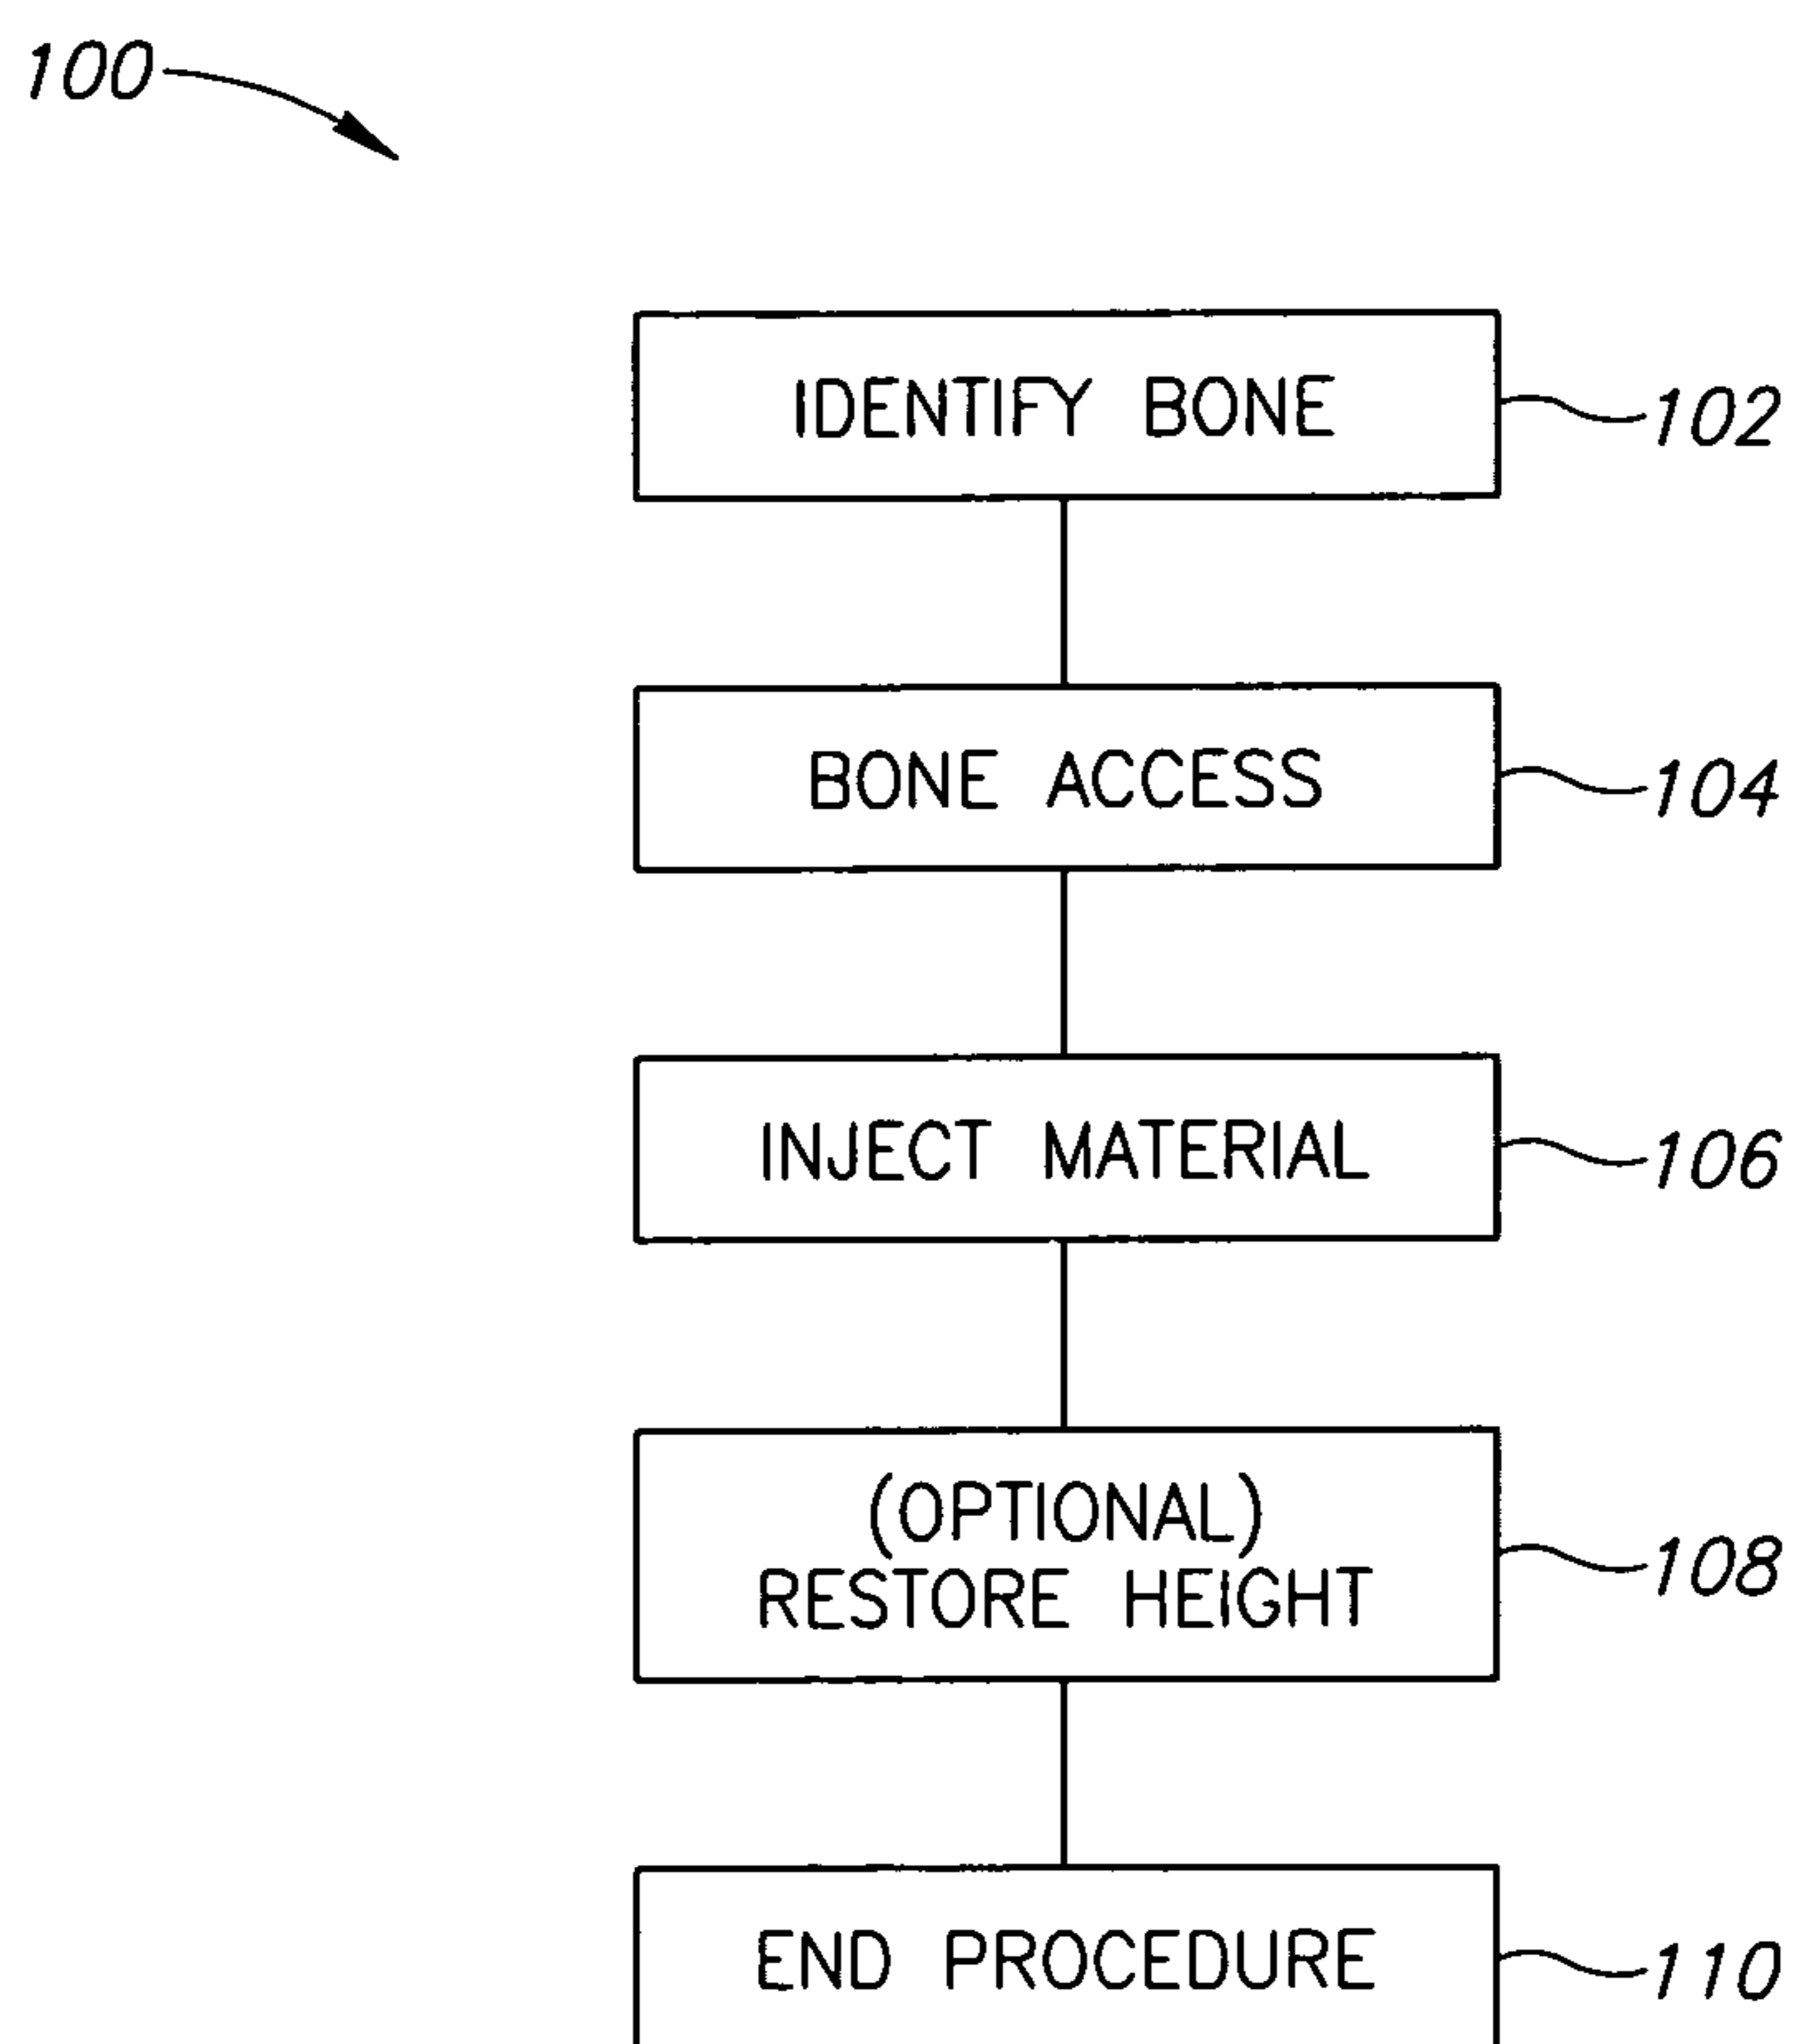 100
IDENTIFY BONE
102
BONE ACCESS
104
INJECT MATERIAL
106
(OPTIONAL)
RESTORE HEIGHT
108
END PROCEDURE
110